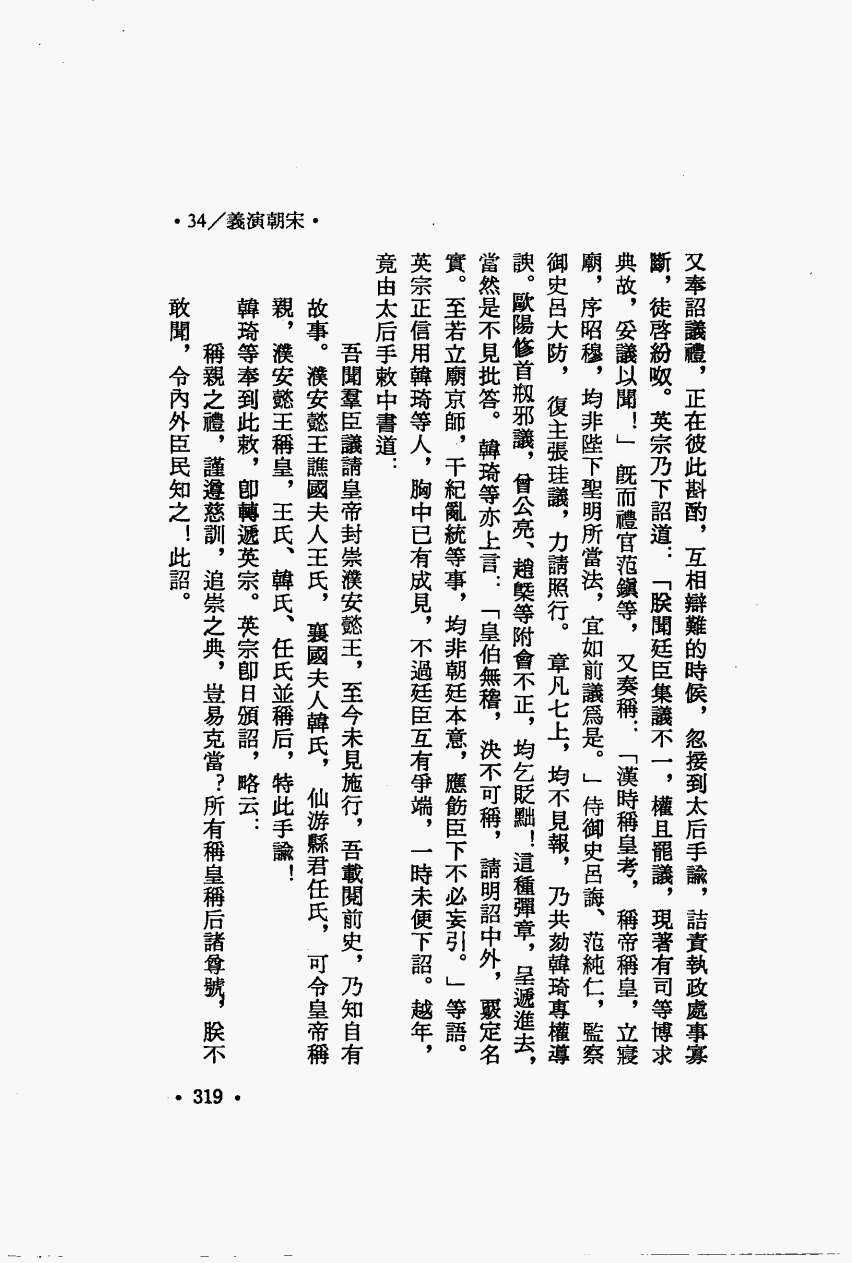 •34／義演朝宋•
又奉詔議禮，正在彼此斟酌，互相辯難的時侯，忽接到太后手諭，詰責執政處事寡
斷，徒啓紛呶。英宗乃下詔道：「朕聞廷臣集議不一，權且罷議，現著有司等博求
典故，妥議以聞！」旣而禮官范鎭等，又奏稱：「漢時稱皇考，稱帝稱皇，立寢
廟，序昭穆，均非陛下聖明所當法，宜如前議爲是。」侍御史呂誨、范純仁，監察
御史呂大防，復主張珪議，力請照行。章凡七上，均不見報，乃共劾韓琦專權導
諛。歐陽修首剏邪議，曾公亮、趙槩等附會不正，均乞貶黜！這種彈章，呈遞進去，
當然是不見批答。韓琦等亦上言：「皇伯無稽，決不可稱，請明詔中外，覈定名
實。至若立廟京師，干紀亂統等事，均非朝廷本意，應飭臣下不必妄引。」等語。
英宗正信用韓琦等人，胸中已有成見，不過廷臣互有爭端，一時未便下詔。越年，
竟由太后手敕中書道：
吾聞羣臣議請皇帝封崇濮安懿王，至今未見施行，吾載閱前史，乃知自有
故事。濮安懿王譙國夫人王氏，襄國夫人韓氏，仙游縣君任氏，可令皇帝稱
親，濮安懿王稱皇，王氏、韓氏、任氏並稱后，特此手諭！
韓琦等奉到此敕，卽轉遞英宗。英宗卽日頒詔，略云：
稱親之禮，謹遵慈訓，追崇之典，豈易克當？所有稱皇稱后諸尊號，朕不
敢聞，令內外臣民知之！此詔。
•319•